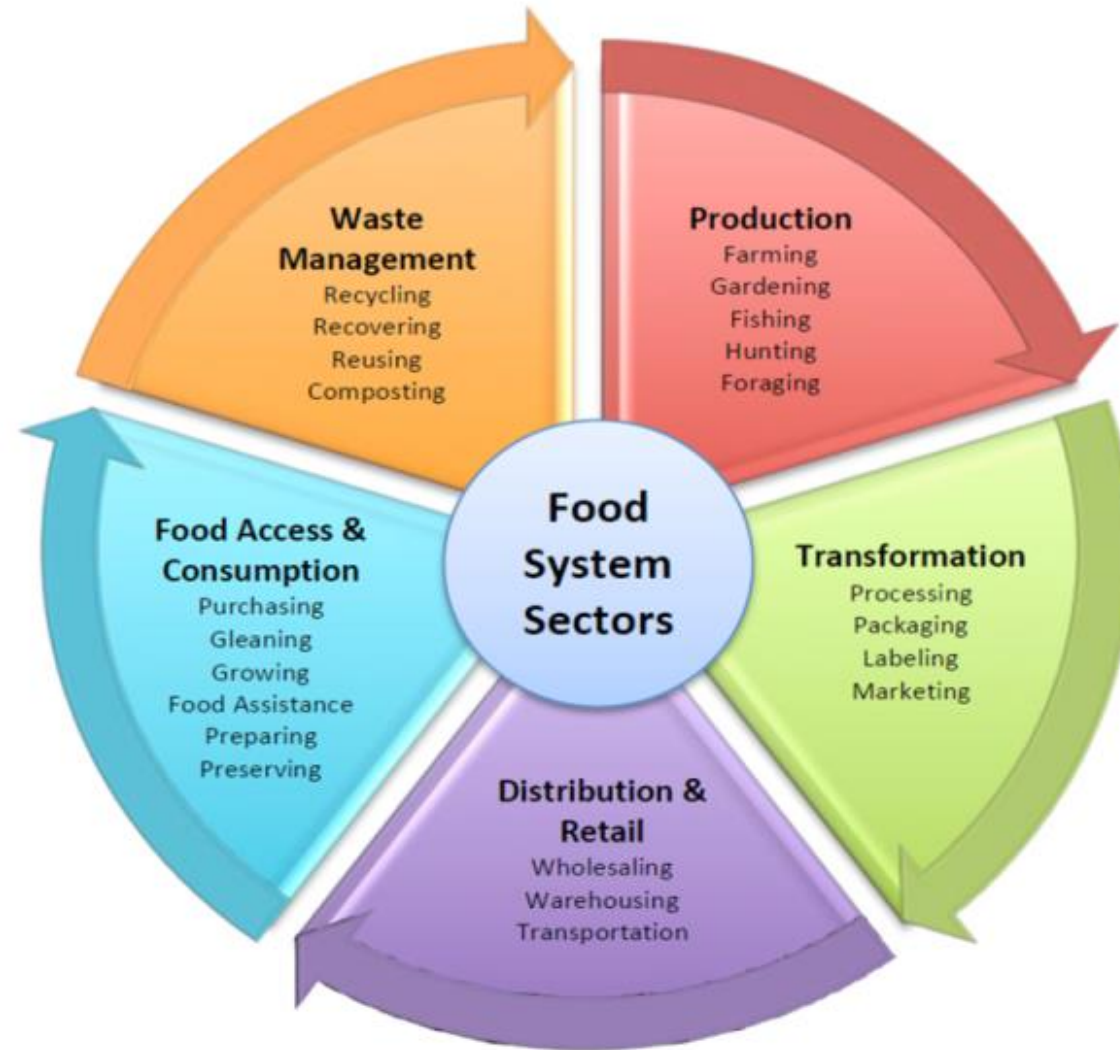 Food
System
Sectors
Production
Farming
Gardening
Fishing
Hunting
Foraging
Transformation
Processing
Packaging
Labeling
Marketing
Distribution &
Retail
Wholesaling
Warehousing
Transportation
Food Access &
Consumption
Purchasing
Gleaning
Growing
Food Assistance
Preparing
Preserving
Waste
Management
Recycling
Recovering
Reusing
Composting